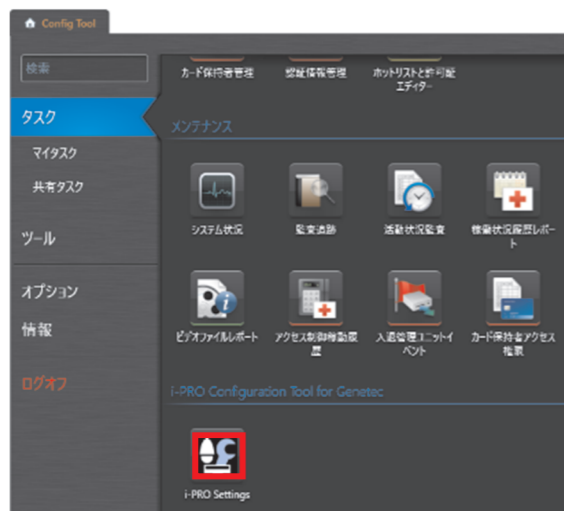 Config Tool
検索
タスク
マイタスク
共有タスク
ツール
オプション
情報
ログオフ
カード保持者管理
認証情報管理
ホットリストと許可証
エディター
メンテナンス
システム状況
監査追跡
活動状況監査
稼働状況履歴レポー
ト
ビデオファイルレポート
アクセス制御稼動履
歴
入退管理ユニットイ
ベント
カード保持者アクセス
権限
i-PRO Configuration Tool for Genetec
i-PRO Settings